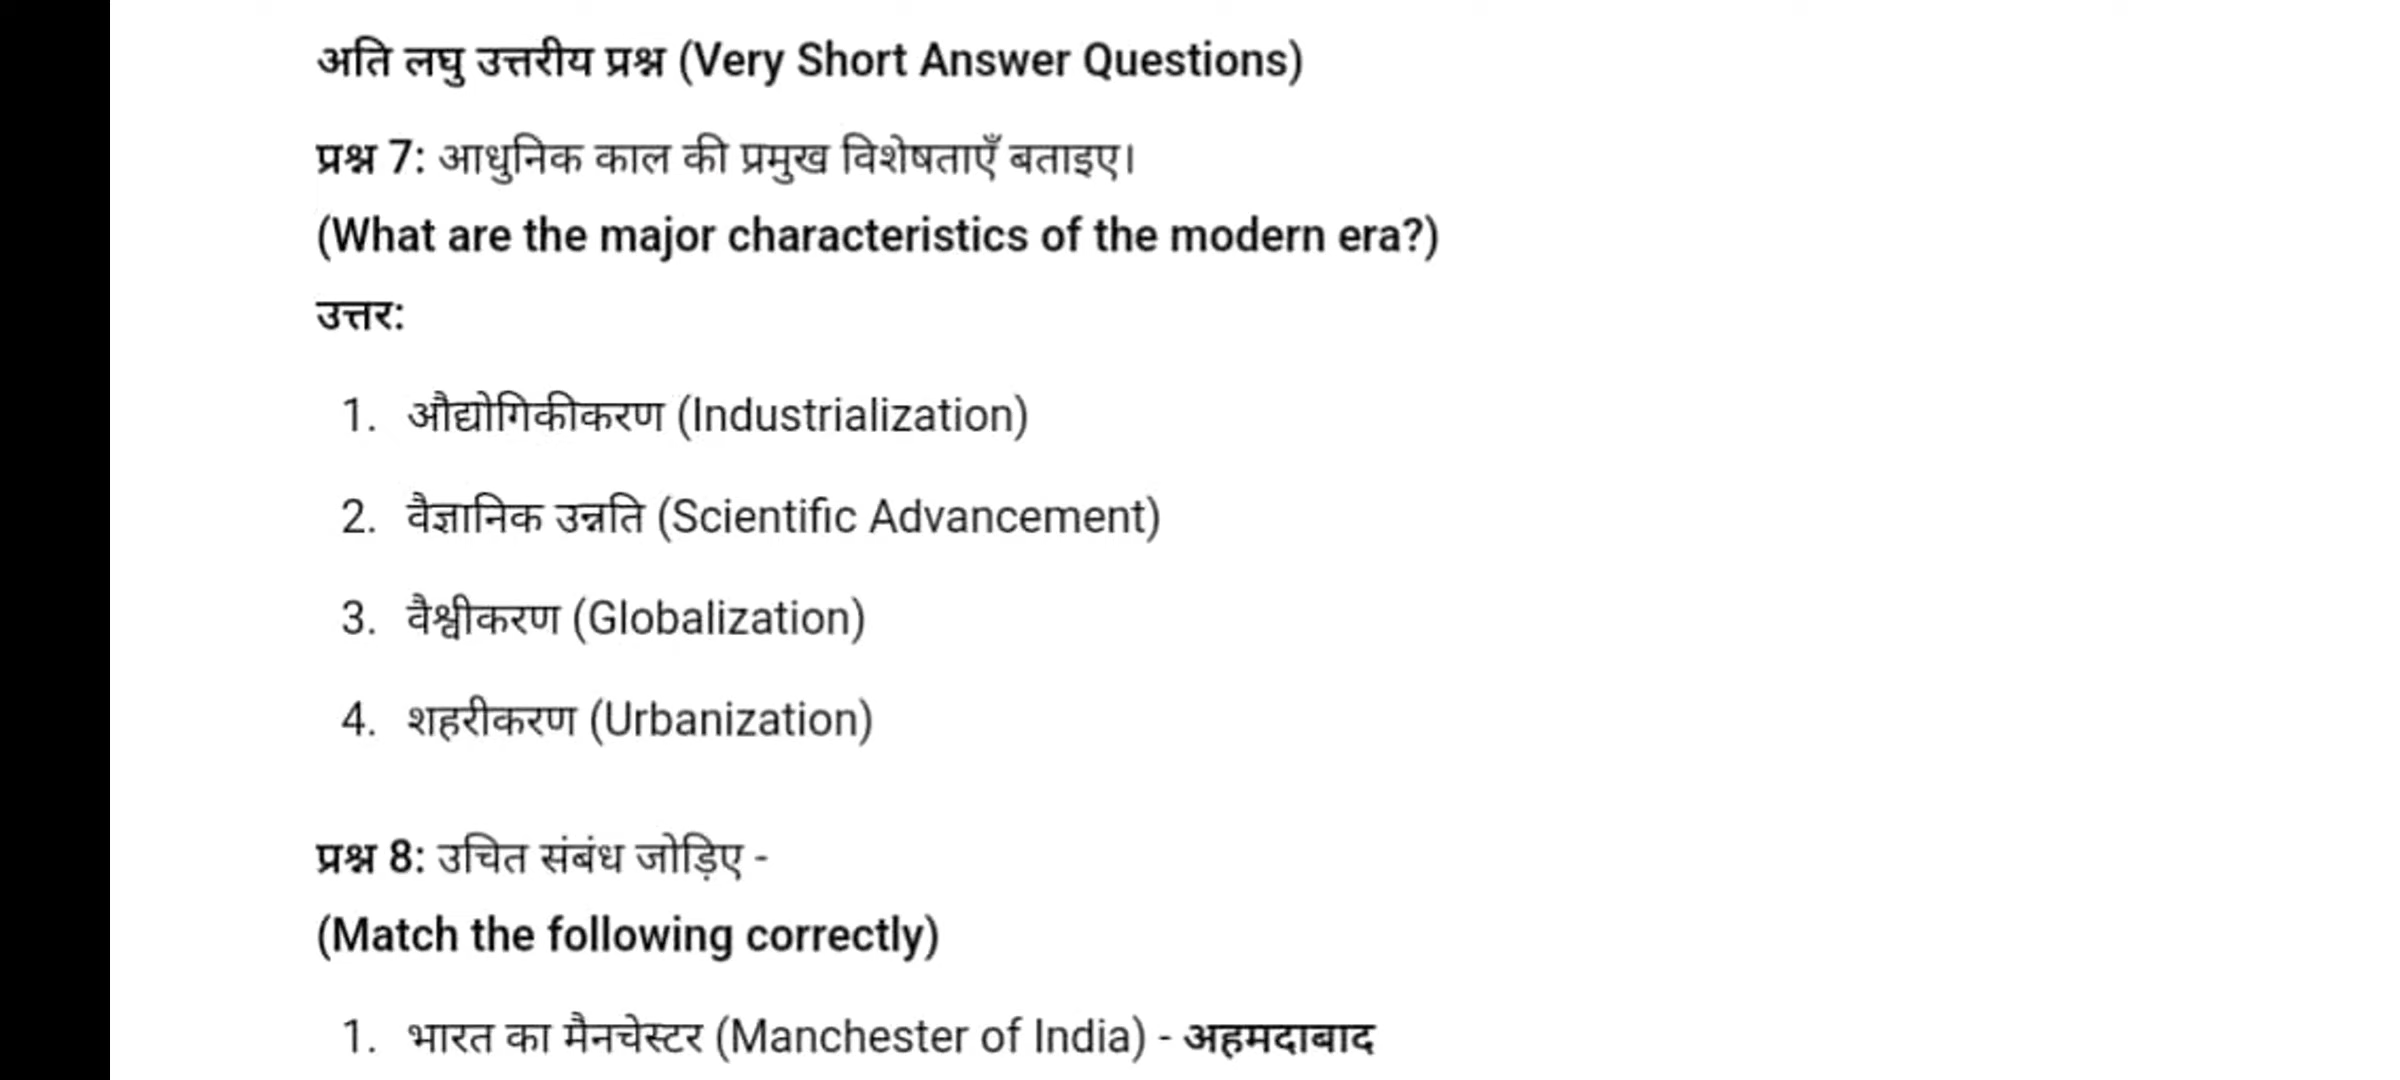 अति लघु उत्तरीय प्रश्न (Very Short Answer Questions)
प्रश्न 7: आधुनिक काल की प्रमुख विशेषताएँ बताइए।
(What are the major characteristics of the modern era?)
उत्तर:
1. औद्योगिकीकरण (Industrialization)
2. वैज्ञानिक उन्नति (Scientific Advancement)
3. वैश्वीकरण (Globalization)
4. शहरीकरण (Urbanization)
प्रश्न 8: उचित संबंध जोड़िए -
(Match the following correctly)
1. भारत का मैनचेस्टर (Manchester of India) - अहमदाबाद